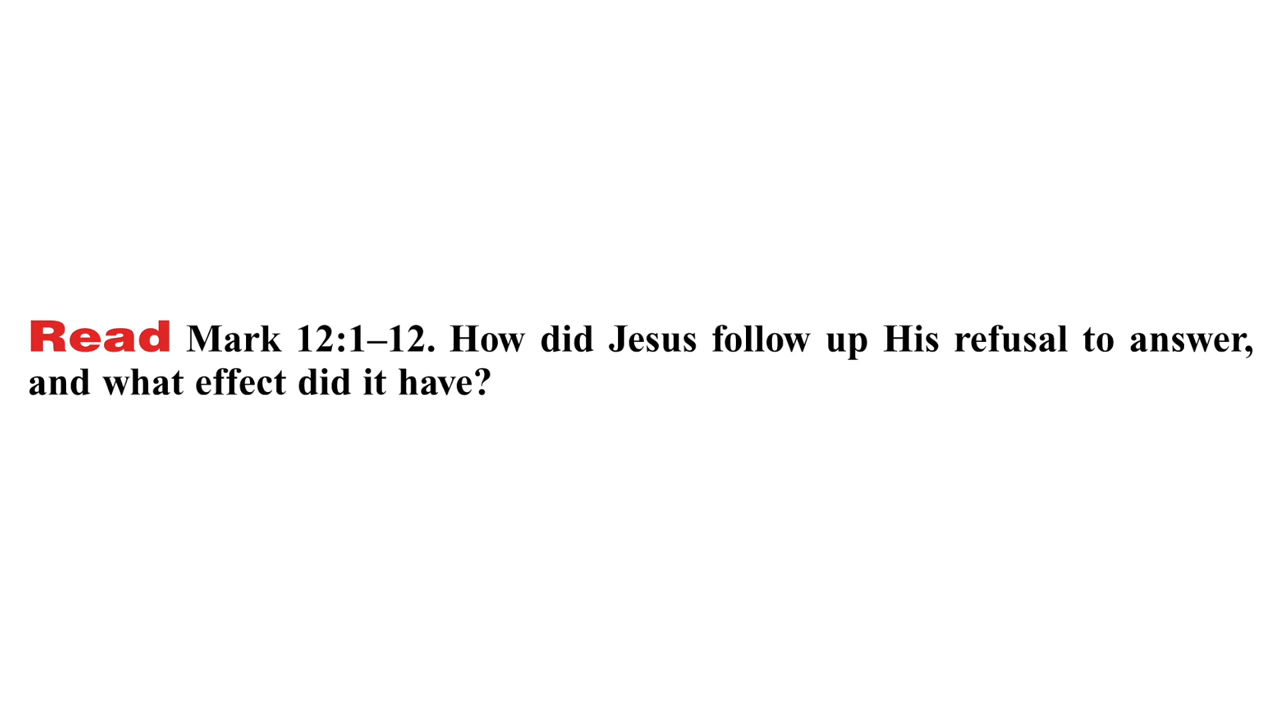 Read Mark 12:1–12. How did Jesus follow up His refusal to answer,
and what effect did it have?